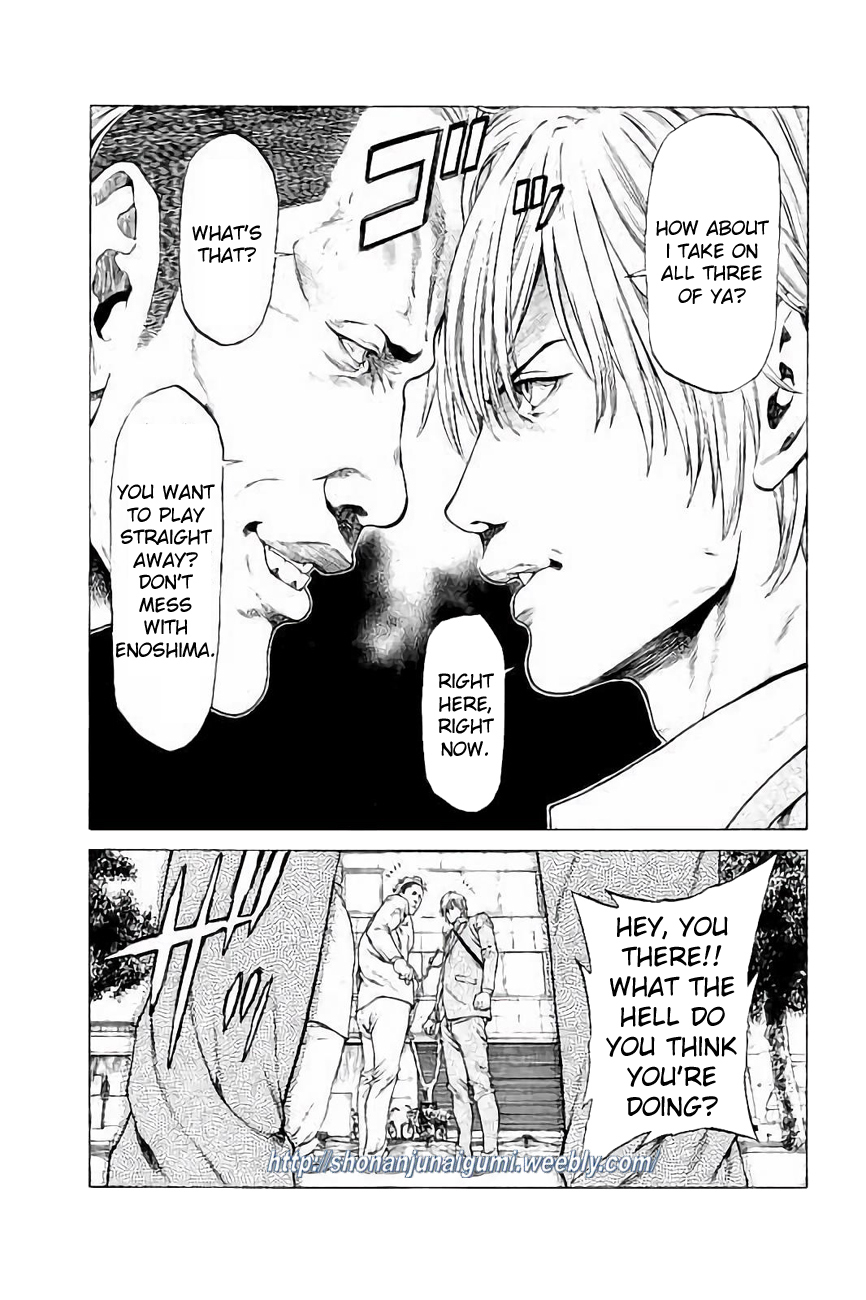 HOW ABOUT
I TAKE ON
ALL THREE
OF YA?
WHAT'S
THAT?
RIGHT
HERE,
RIGHT
NOW.
YOU WANT
TO PLAY
STRAIGHT
AWAY?
DON'T
MESS
WITH
ENOSHIMA.
HEY, YOU
THERE!!
WHAT THE
HELL DO
YOU THINK
YOU'RE
DOING?
http://shonanjunaigumi.weebly.com/